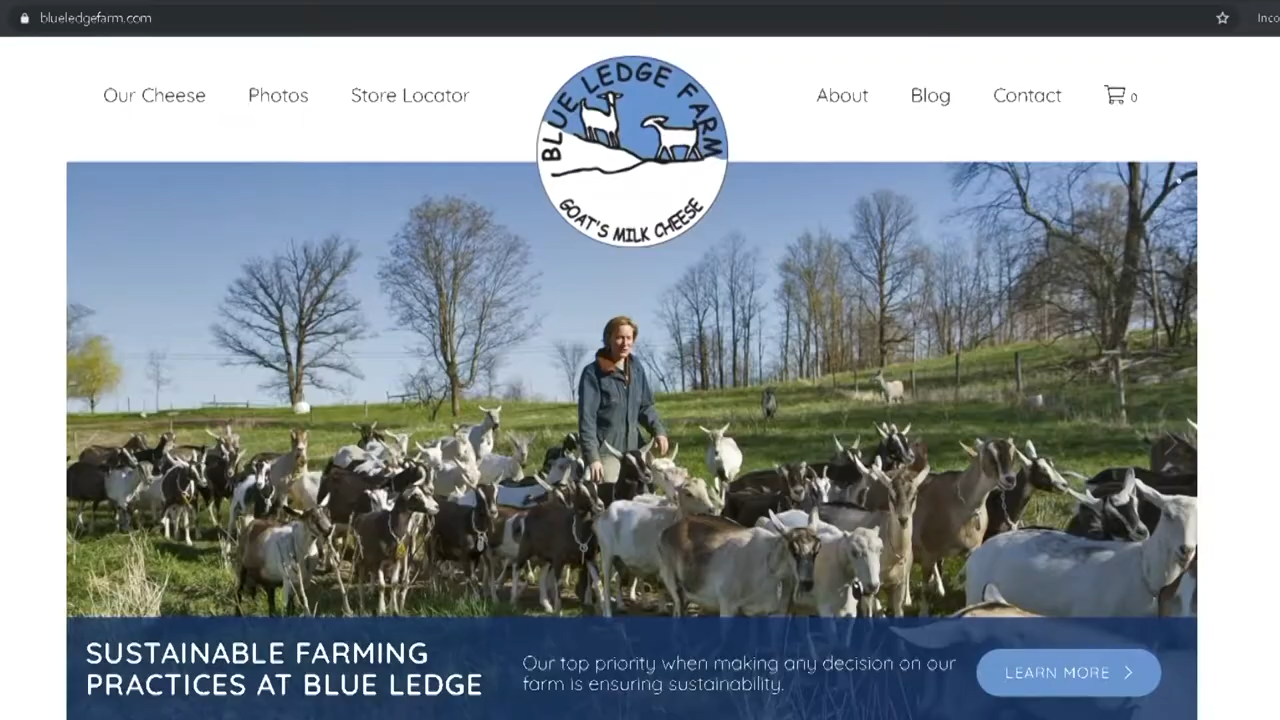 blueledgefarm.com
Inco
Our Cheese
Photos
Store Locator
BLUE LEDGE FARM
GOAT'S MILK CHEESE
About
Blog
Contact
0
SUSTAINABLE FARMING
PRACTICES AT BLUE LEDGE
Our top priority when making any decision on our
farm is ensuring sustainability.
LEARN MORE